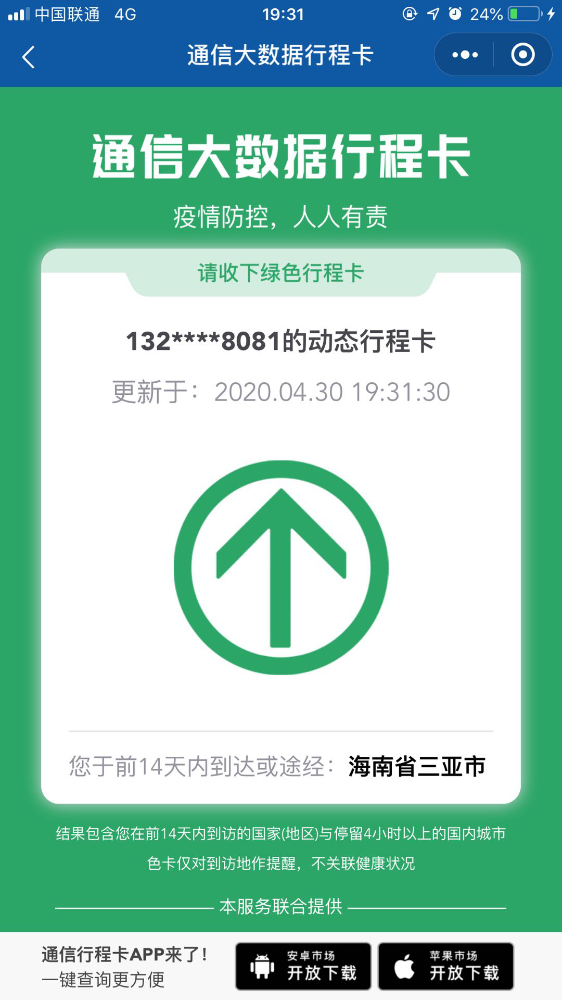 中国联通 4G 19:31 24%
通信大数据行程卡
通信大数据行程卡
疫情防控，人人有责
请收下绿色行程卡
132****8081的动态行程卡
更新于：2020.04.30 19:31:30
您于前14天内到达或途经：海南省三亚市
结果包含您在前14天内到访的国家(地区)与停留4小时以上的国内城市
色卡仅对到访地作提醒，不关联健康状况
本服务联合提供
通信行程卡APP来了！
一键查询更方便
安卓市场
开放下载
苹果市场
开放下载